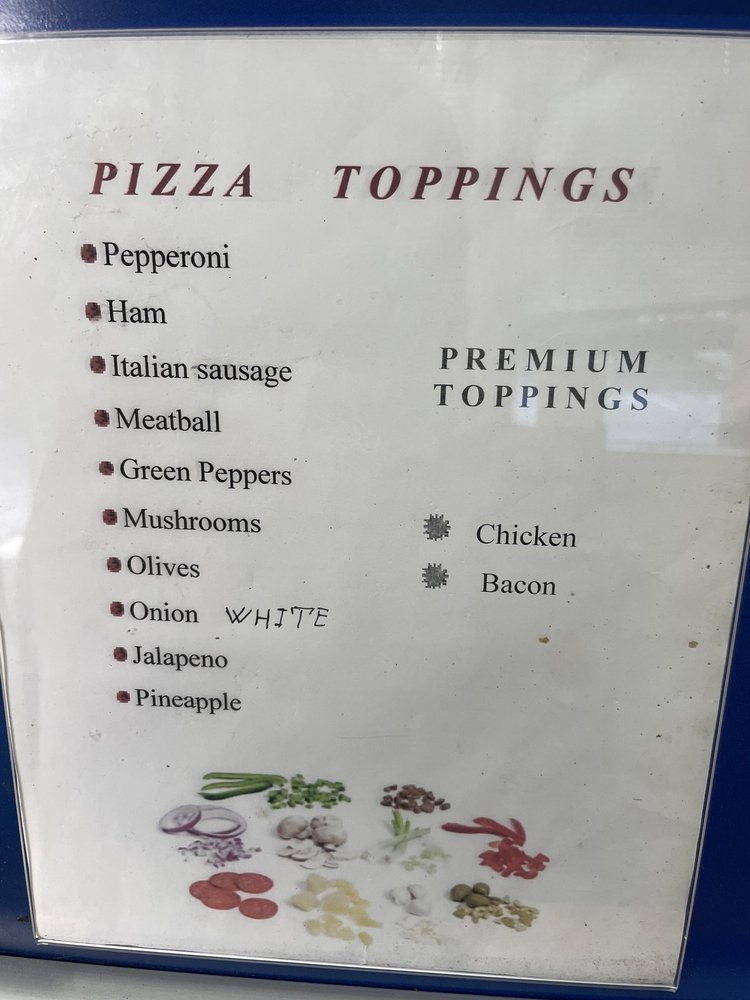 PIZZA TOPPINGS
Pepperoni
Ham
Italian sausage
Meatball
Green Peppers
Mushrooms
Olives
Onion WHITE
Jalapeno
Pineapple
PREMIUM
TOPPINGS
Chicken
Bacon